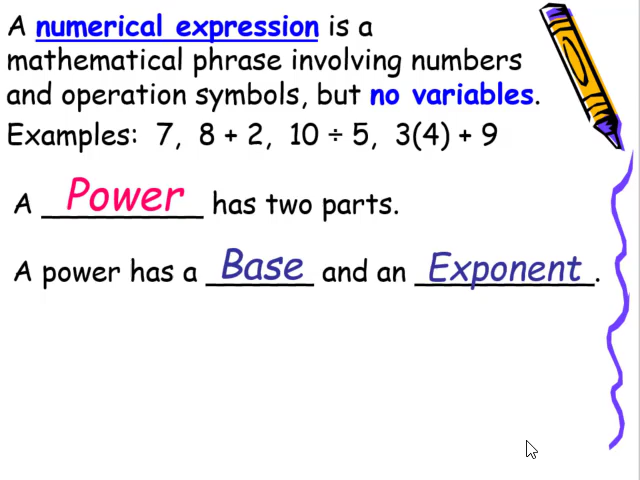 A numerical expression is a
mathematical phrase involving numbers
and operation symbols, but no variables.
Examples: 7, 8 + 2, 10 ÷ 5, 3(4) + 9
A Power has two parts.
A power has a Base and an Exponent.